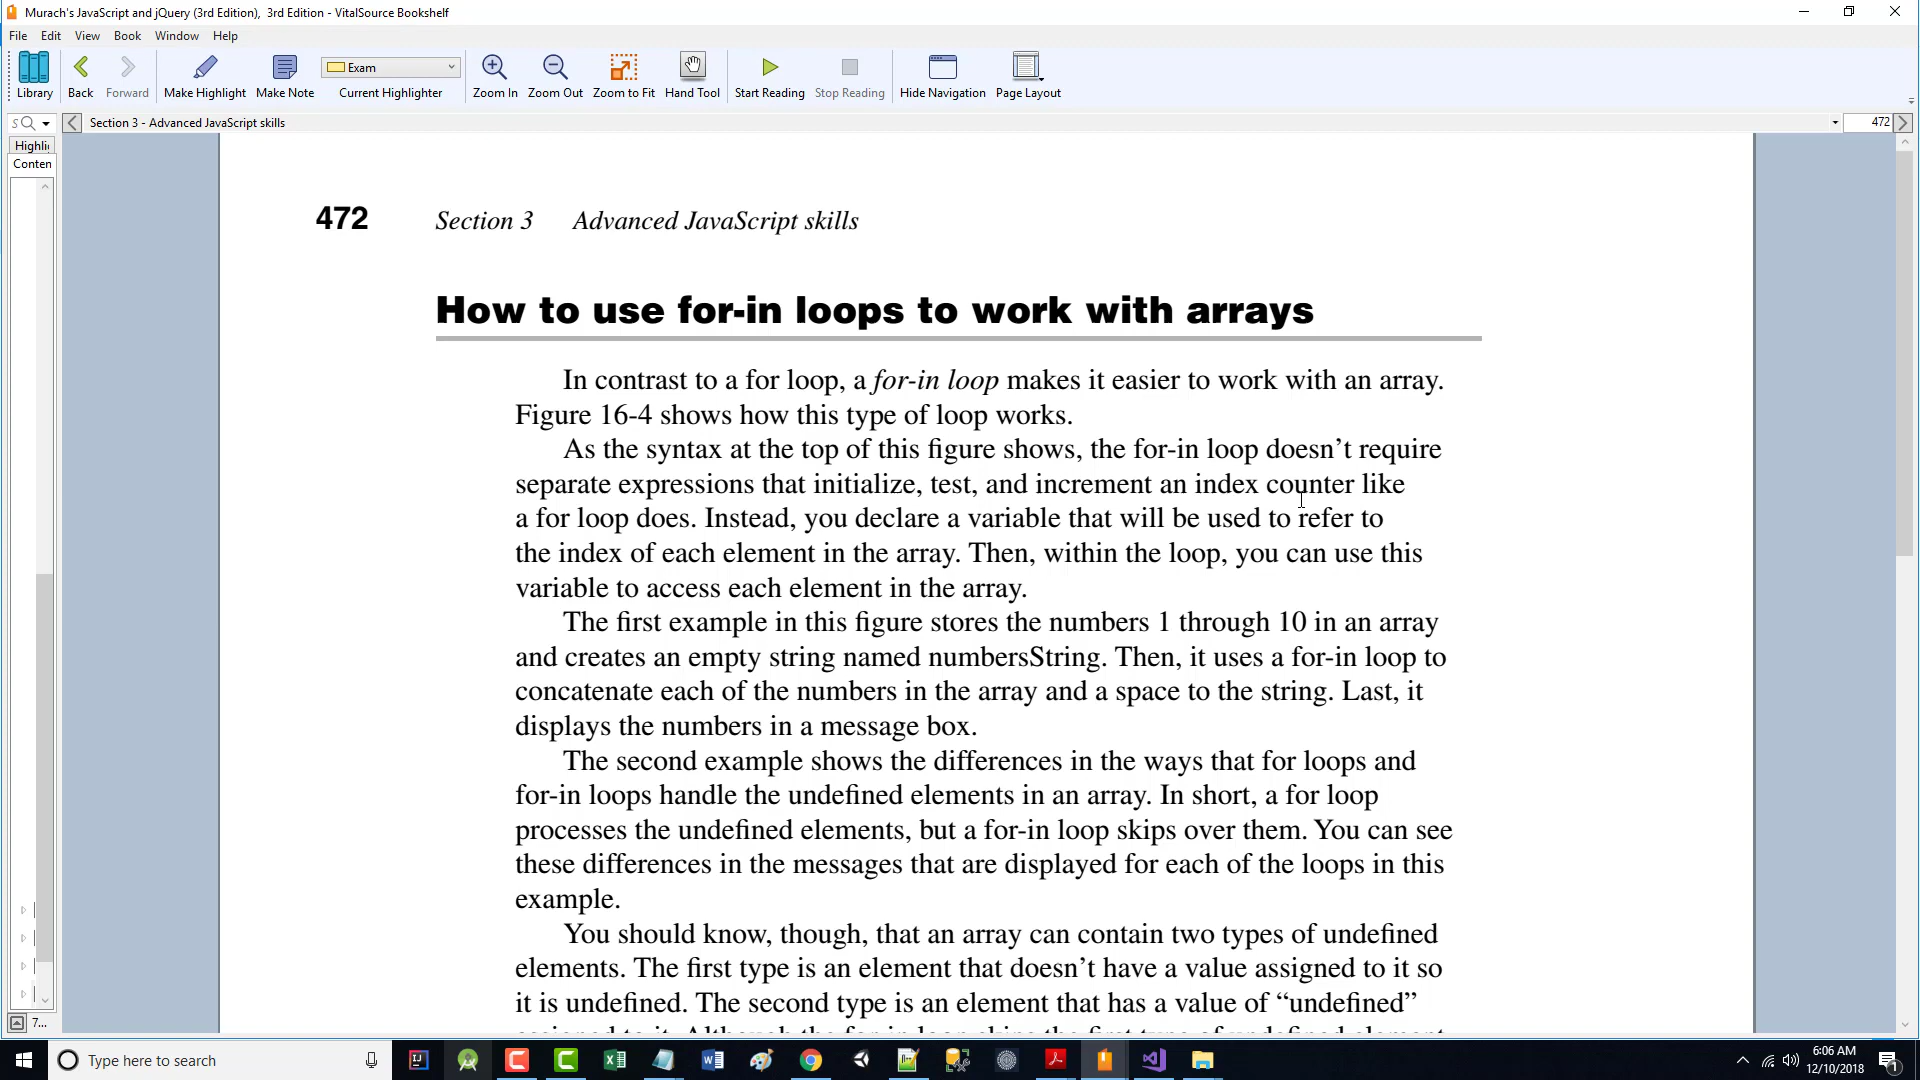 Murach's JavaScript and jQuery (3rd Edition),  3rd Edition - VitalSource Bookshelf
File Edit View Book Window Help
Exam
Library Back Forward Make Highlight Make Note Current Highlighter Zoom In Zoom Out Zoom to Fit Hand Tool Start Reading Stop Reading Hide Navigation Page Layout
Section 3 - Advanced JavaScript skills 472
Highli
Conten
472 Section 3 Advanced JavaScript skills
How to use for-in loops to work with arrays
In contrast to a for loop, a for-in loop makes it easier to work with an array.
Figure 16-4 shows how this type of loop works.
As the syntax at the top of this figure shows, the for-in loop doesn't require
separate expressions that initialize, test, and increment an index counter like
a for loop does. Instead, you declare a variable that will be used to refer to
the index of each element in the array. Then, within the loop, you can use this
variable to access each element in the array.
The first example in this figure stores the numbers 1 through 10 in an array
and creates an empty string named numbersString. Then, it uses a for-in loop to
concatenate each of the numbers in the array and a space to the string. Last, it
displays the numbers in a message box.
The second example shows the differences in the ways that for loops and
for-in loops handle the undefined elements in an array. In short, a for loop
processes the undefined elements, but a for-in loop skips over them. You can see
these differences in the messages that are displayed for each of the loops in this
example.
You should know, though, that an array can contain two types of undefined
elements. The first type is an element that doesn't have a value assigned to it so
it is undefined. The second type is an element that has a value of “undefined”
7...
Type here to search
6:06 AM
12/10/2018